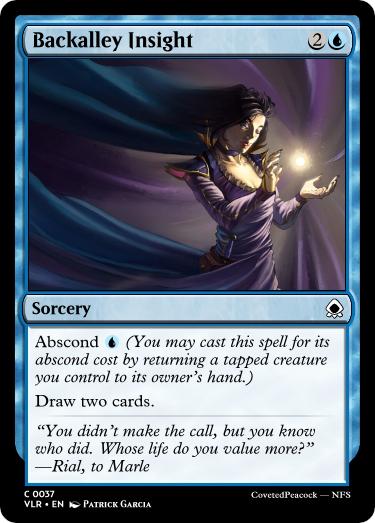 Backalley Insight 2
Sorcery
Abscond (You may cast this spell for its
abscond cost by returning a tapped creature
you control to its owner's hand.)
Draw two cards.
“You didn't make the call, but you know
who did. Whose life do you value more?”
—Rial, to Marle
C 0037
VLR • EN Patrick Garcia CovetedPeacock — NFS